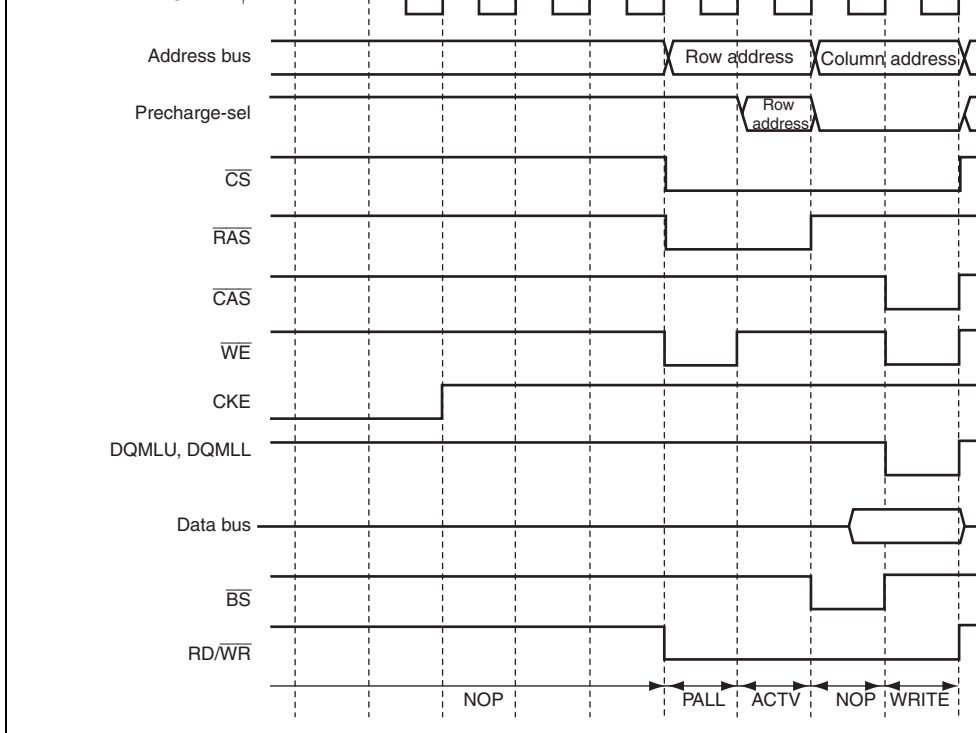 Address bus
Row address
Column address
Precharge-sel
Row
address
CS
RAS
CAS
WE
CKE
DQMLU, DQMLL
Data bus
BS
RD/WR
NOP
PALL
ACTV
NOP
WRITE